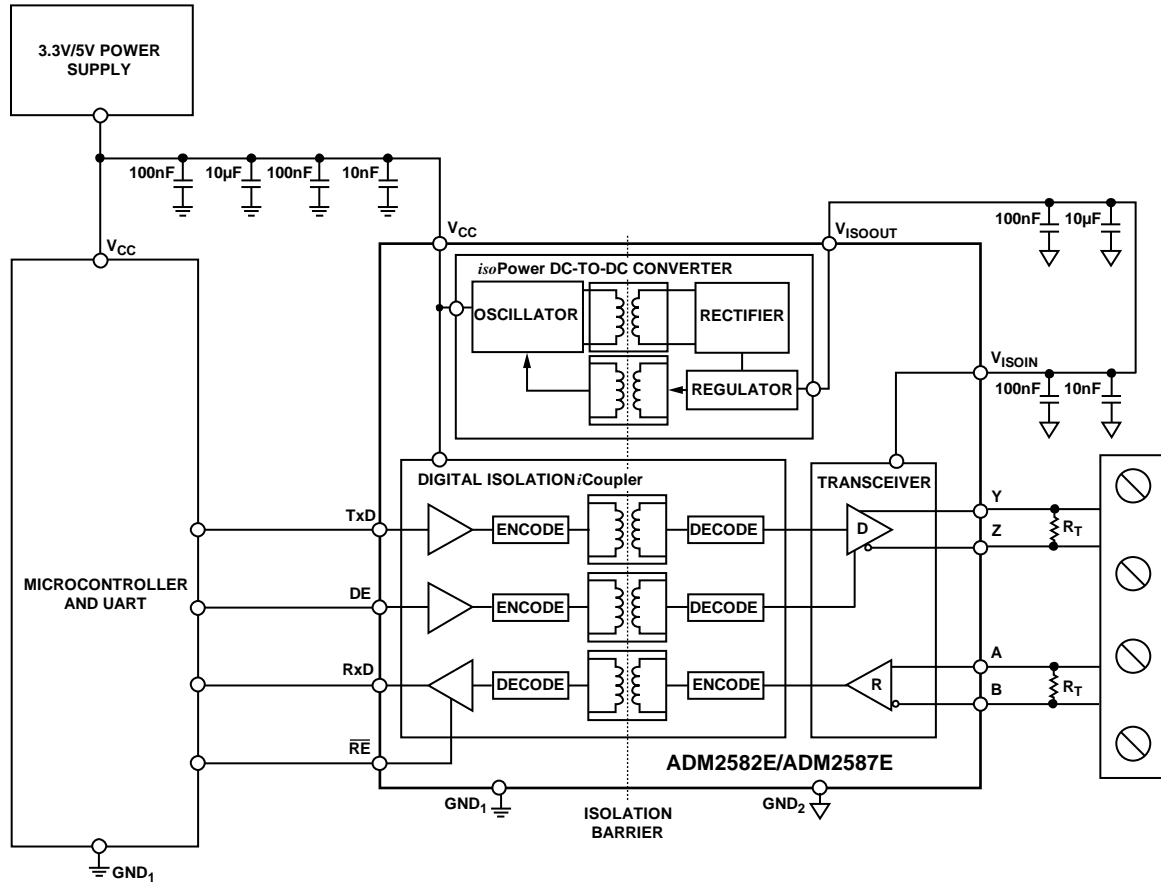 3.3V/5V POWER
SUPPLY
100nF
10µF
100nF
10nF
VCC
VCC
VISOOUT
100nF
10µF
isoPower DC-TO-DC CONVERTER
OSCILLATOR
RECTIFIER
REGULATOR
VISOIN
100nF
10nF
DIGITAL ISOLATION iCoupler
TRANSCEIVER
TxD
ENCODE
DECODE
D
Y
Z
RT
MICROCONTROLLER
AND UART
DE
ENCODE
DECODE
RxD
DECODE
ENCODE
R
A
B
RT
RE
ADM2582E/ADM2587E
GND1
GND2
ISOLATION
BARRIER
GND1